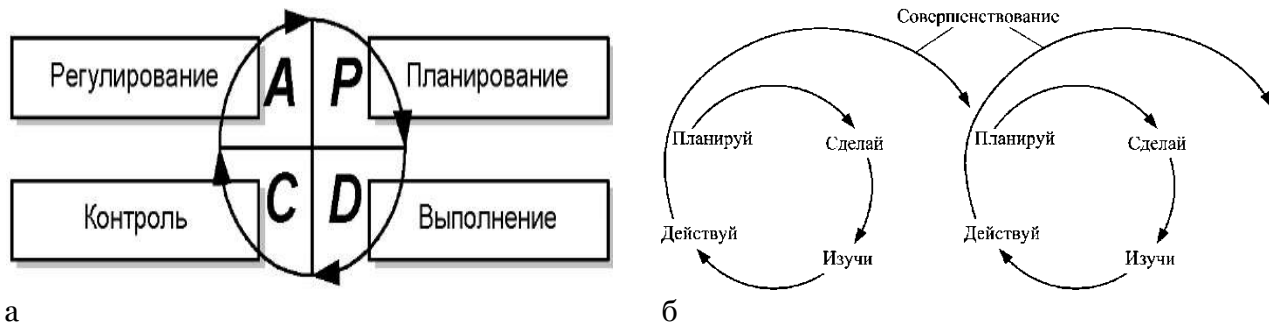 Регулирование
A
P
Планирование
Контроль
C
D
Выполнение
а
Совершенствование
Планируй
Сделай
Действуй
Изучи
Планируй
Сделай
Действуй
Изучи
б